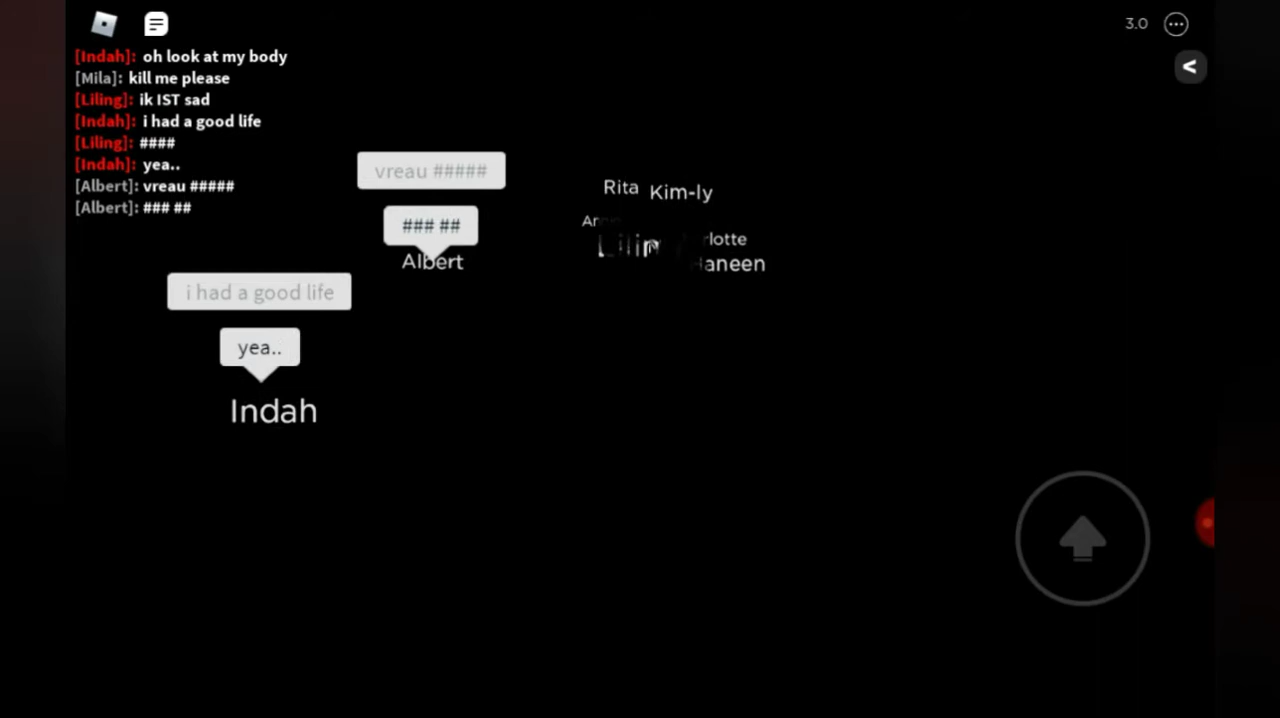 3.0
[Indah]: oh look at my body
[Mila]: kill me please
[Liling]: ik IST sad
[Indah]: i had a good life
[Liling]: ####
[Indah]: yea..
[Albert]: vreau #####
[Albert]: ### ##
vreau #####
### ##
Albert
Rita
Kim-ly
i had a good life
yea..
Indah